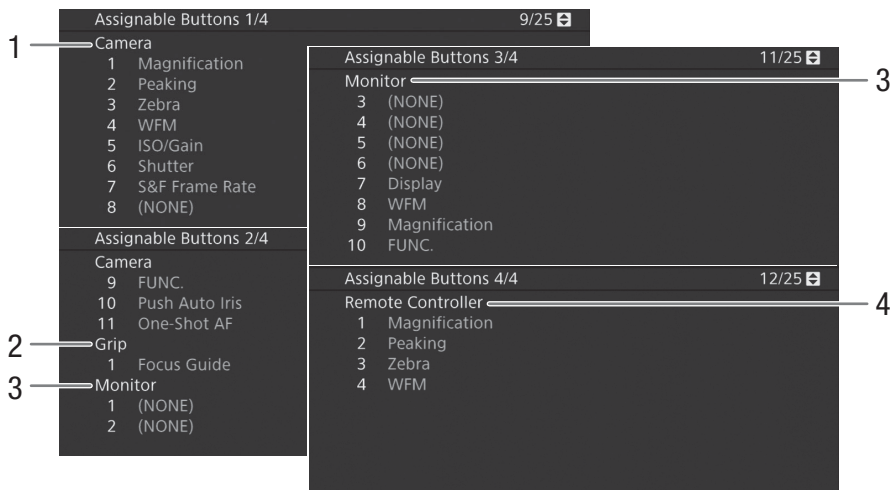 Assignable Buttons 1/4 9/25
1 Camera
1 Magnification
2 Peaking
3 Zebra
4 WFM
5 ISO/Gain
6 Shutter
7 S&F Frame Rate
8 (NONE)
Assignable Buttons 2/4
Camera
9 FUNC.
10 Push Auto Iris
11 One-Shot AF
2 Grip
1 Focus Guide
3 Monitor
1 (NONE)
2 (NONE)
Assignable Buttons 3/4 11/25
Monitor 3
3 (NONE)
4 (NONE)
5 (NONE)
6 (NONE)
7 Display
8 WFM
9 Magnification
10 FUNC.
Assignable Buttons 4/4 12/25
Remote Controller 4
1 Magnification
2 Peaking
3 Zebra
4 WFM